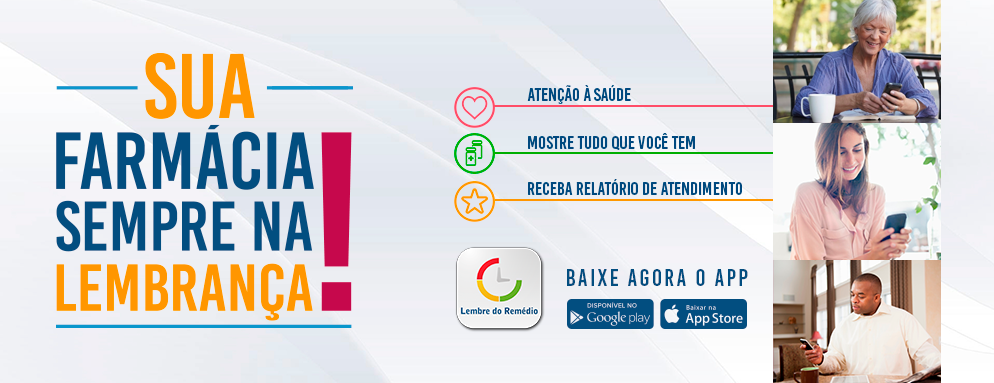 SUA
FARMÁCIA
SEMPRE NA
LEMBRANÇA!
ATENÇÃO À SAÚDE
MOSTRE TUDO QUE VOCÊ TEM
RECEBA RELATÓRIO DE ATENDIMENTO
Lembre do Remédio
BAIXE AGORA O APP
DISPONÍVEL NO
Google play
Baixar na
App Store